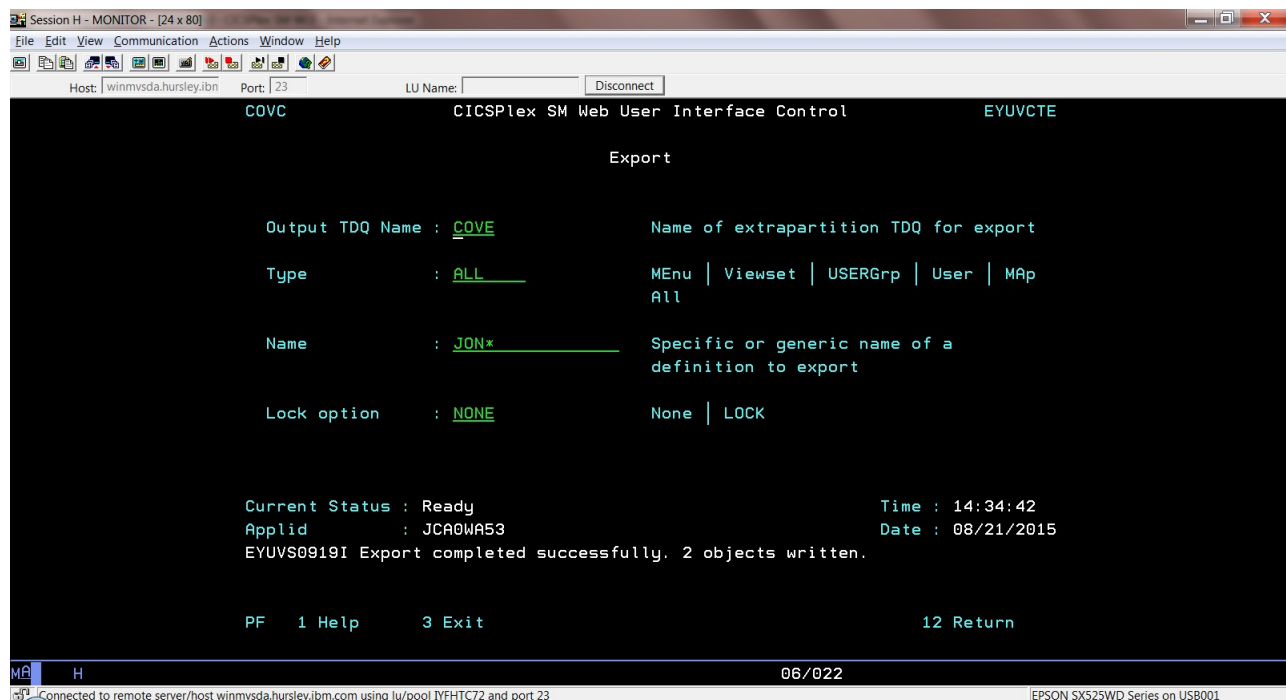 Session H - MONITOR - [24 x 80]
File Edit View Communication Actions Window Help
Host: winmvsda.hursley.ibn Port: 23 LU Name: Disconnect
COVC CICSPlex SM Web User Interface Control EYUVCTE
Export
Output TDQ Name : COVE Name of extrapartition TDQ for export
Type : ALL MEnu | Viewset | USERGrp | User | MAp
All
Name : JON* Specific or generic name of a
definition to export
Lock option : NONE None | LOCK
Current Status : Ready Time : 14:34:42
Applid : JCA0WA53 Date : 08/21/2015
EYUVS0919I Export completed successfully. 2 objects written.
PF 1 Help 3 Exit 12 Return
MA H 06/022
Connected to remote server/host winmvsda.hursley.ibm.com using lu/pool IYFHTC72 and port 23 EPSON SX525WD Series on USB001